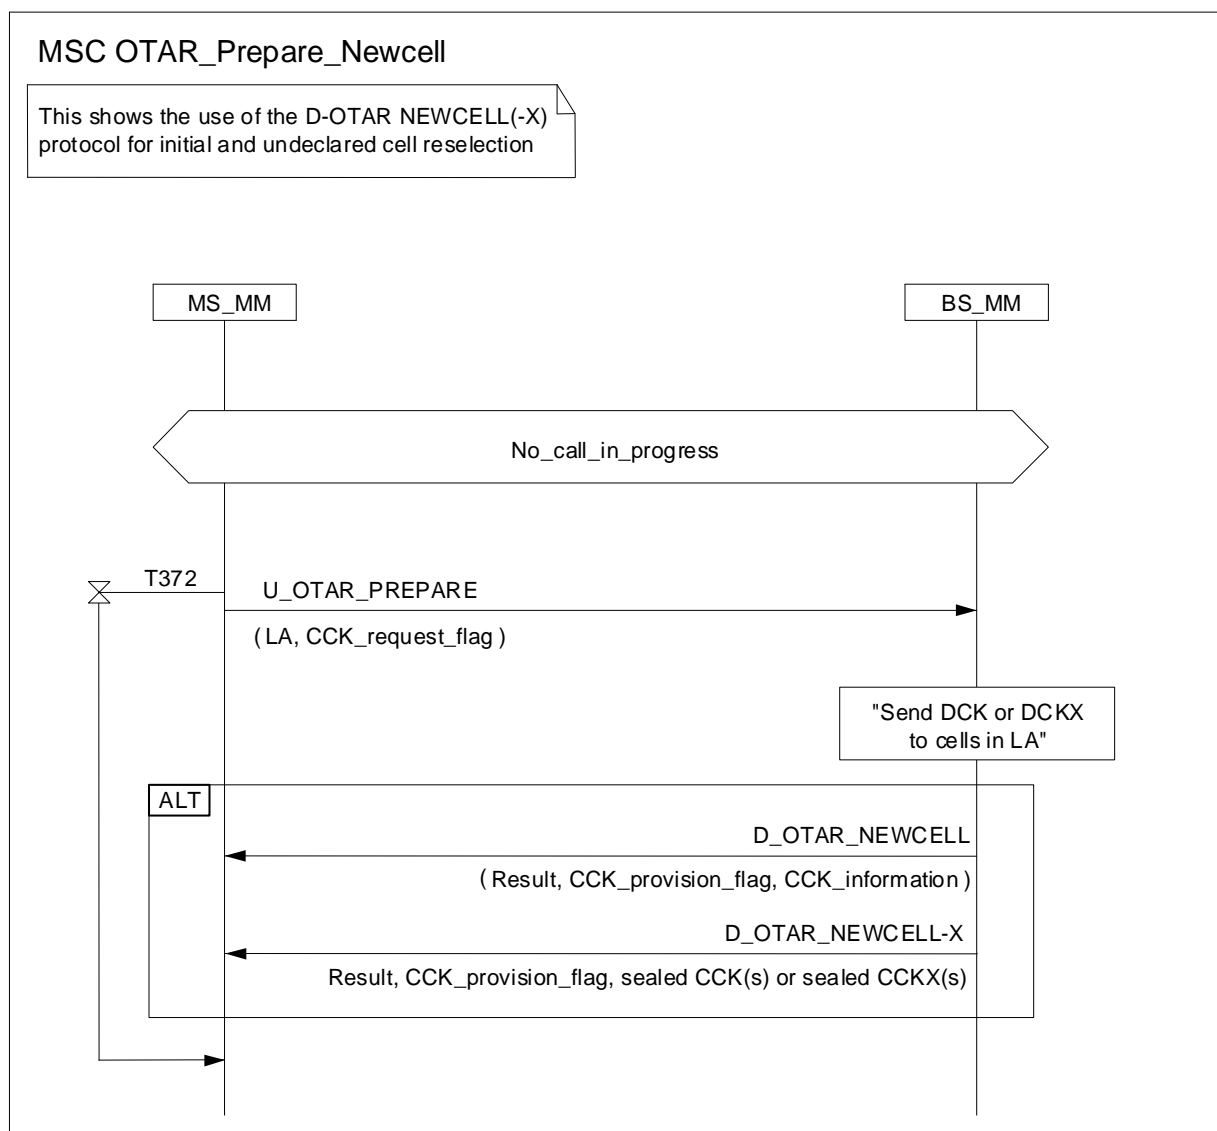 MSC OTAR_Prepare_Newcell
This shows the use of the D-OTAR NEWCELL(-X)
protocol for initial and undeclared cell reselection
MS_MM
BS_MM
No_call_in_progress
T372
U_OTAR_PREPARE
(LA, CCK_request_flag)
"Send DCK or DCKX
to cells in LA"
ALT
D_OTAR_NEWCELL
(Result, CCK_provision_flag, CCK_information)
D_OTAR_NEWCELL-X
Result, CCK_provision_flag, sealed CCK(s) or sealed CCKX(s)